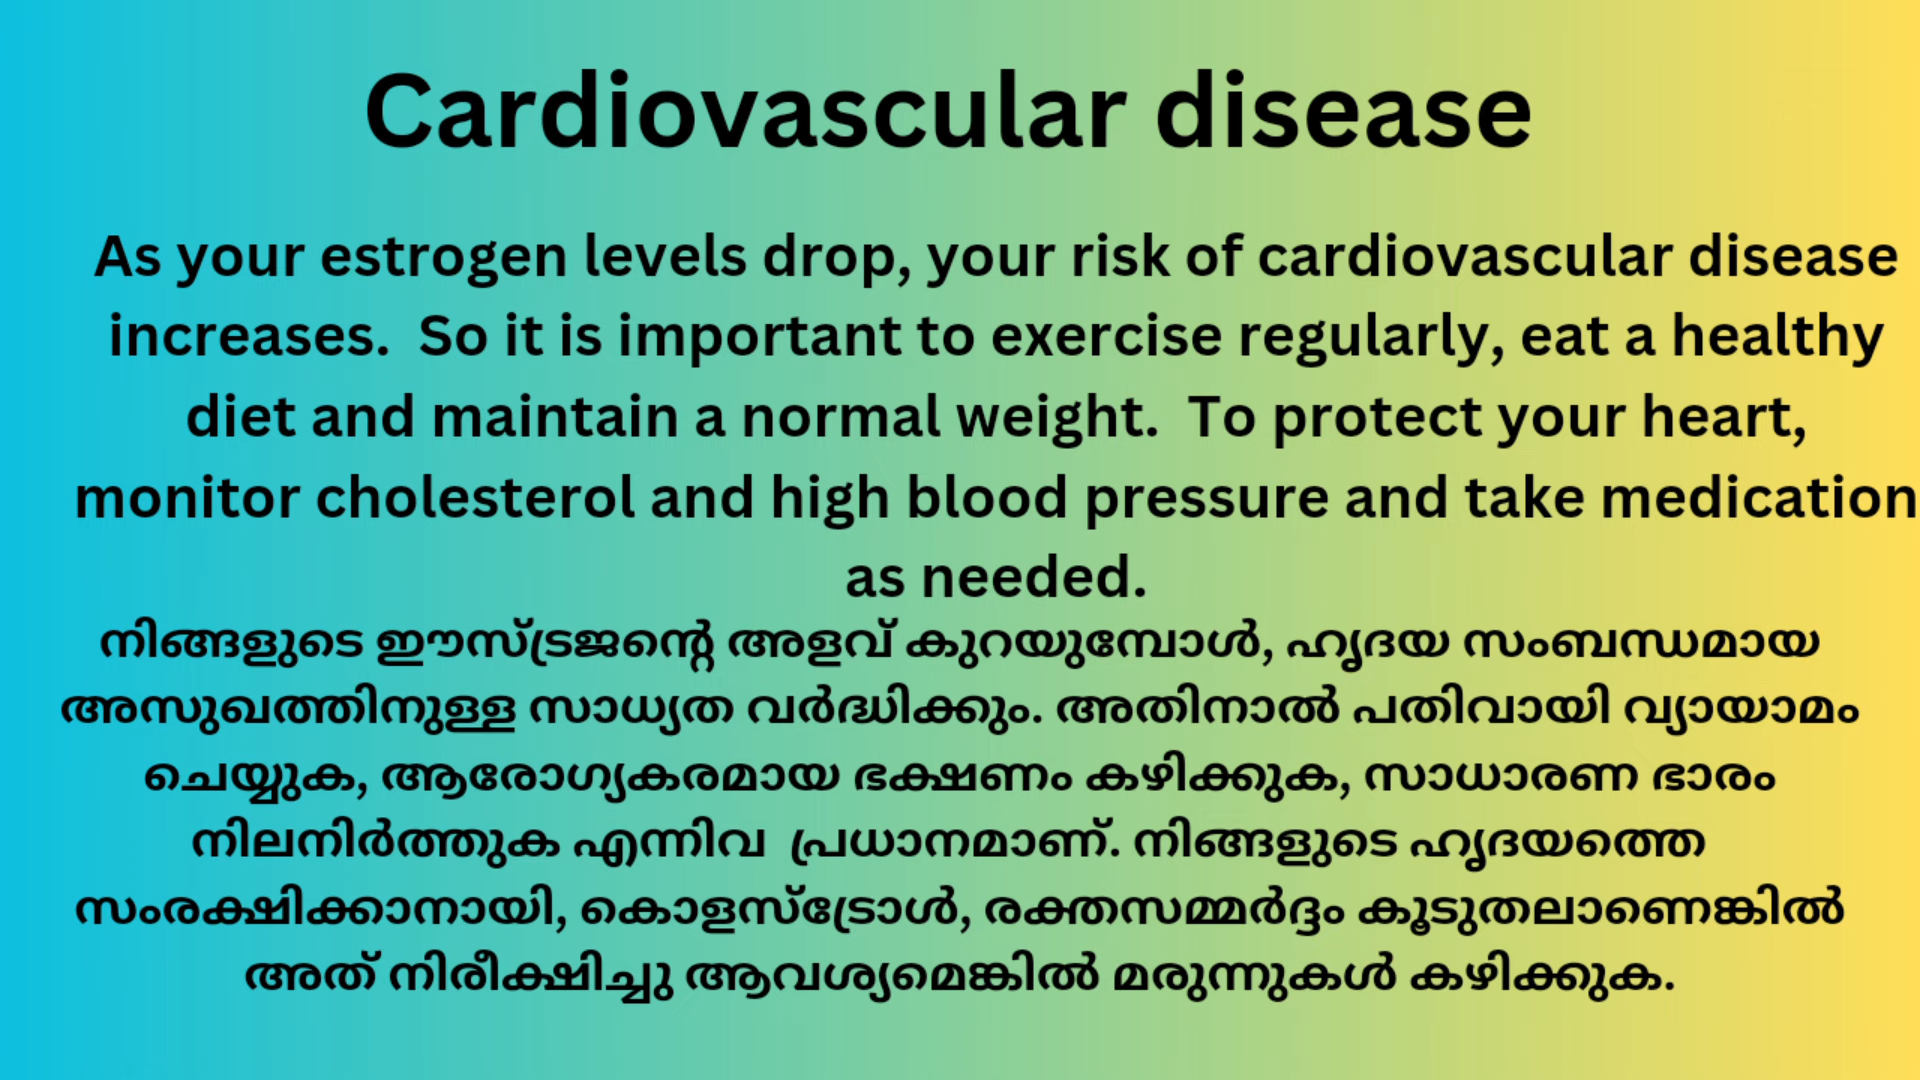 Cardiovascular disease
As your estrogen levels drop, your risk of cardiovascular disease
increases.  So it is important to exercise regularly, eat a healthy
diet and maintain a normal weight.  To protect your heart,
monitor cholesterol and high blood pressure and take medication
as needed.
നിങ്ങളുടെ ഈസ്ട്രജന്റെ അളവ് കുറയുമ്പോൾ, ഹൃദയ സംബന്ധമായ
അസുഖത്തിനുള്ള സാധ്യത വർദ്ധിക്കും. അതിനാൽ പതിവായി വ്യായാമം
ചെയ്യുക, ആരോഗ്യകരമായ ഭക്ഷണം കഴിക്കുക, സാധാരണ ഭാരം
നിലനിർത്തുക എന്നിവ  പ്രധാനമാണ്. നിങ്ങളുടെ ഹൃദയത്തെ
സംരക്ഷിക്കാനായി, കൊളസ്ട്രോൾ, രക്തസമ്മർദ്ദം കൂടുതലാണെങ്കിൽ
അത് നിരീക്ഷിച്ചു ആവശ്യമെങ്കിൽ മരുന്നുകൾ കഴിക്കുക.